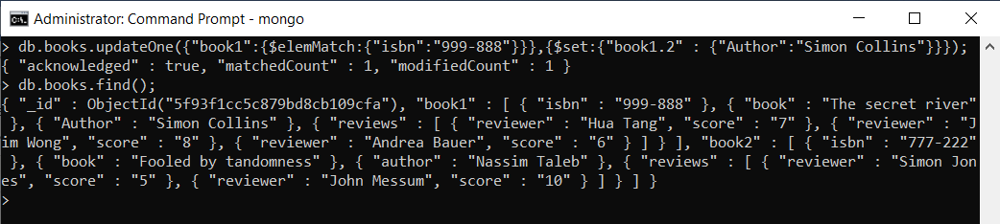 Administrator: Command Prompt - mongo
> db.books.updateOne({"book1":{$elemMatch:{"isbn":"999-888"}}},{$set:{"book1.2" : {"Author":"Simon Collins"}}});
{ "acknowledged" : true, "matchedCount" : 1, "modifiedCount" : 1 }
> db.books.find();
{ "_id" : ObjectId("5f93f1cc5c879bd8cb109cfa"), "book1" : [ { "isbn" : "999-888" }, { "book" : "The secret river"
 }, { "Author" : "Simon Collins" }, { "reviews" : [ { "reviewer" : "Hua Tang", "score" : "7" }, { "reviewer" : "J
im Wong", "score" : "8" }, { "reviewer" : "Andrea Bauer", "score" : "6" } ] } ], "book2" : [ { "isbn" : "777-222"
 }, { "book" : "Fooled by tandomness" }, { "author" : "Nassim Taleb" }, { "reviews" : [ { "reviewer" : "Simon Jon
es", "score" : "5" }, { "reviewer" : "John Messum", "score" : "10" } ] } ] }
>